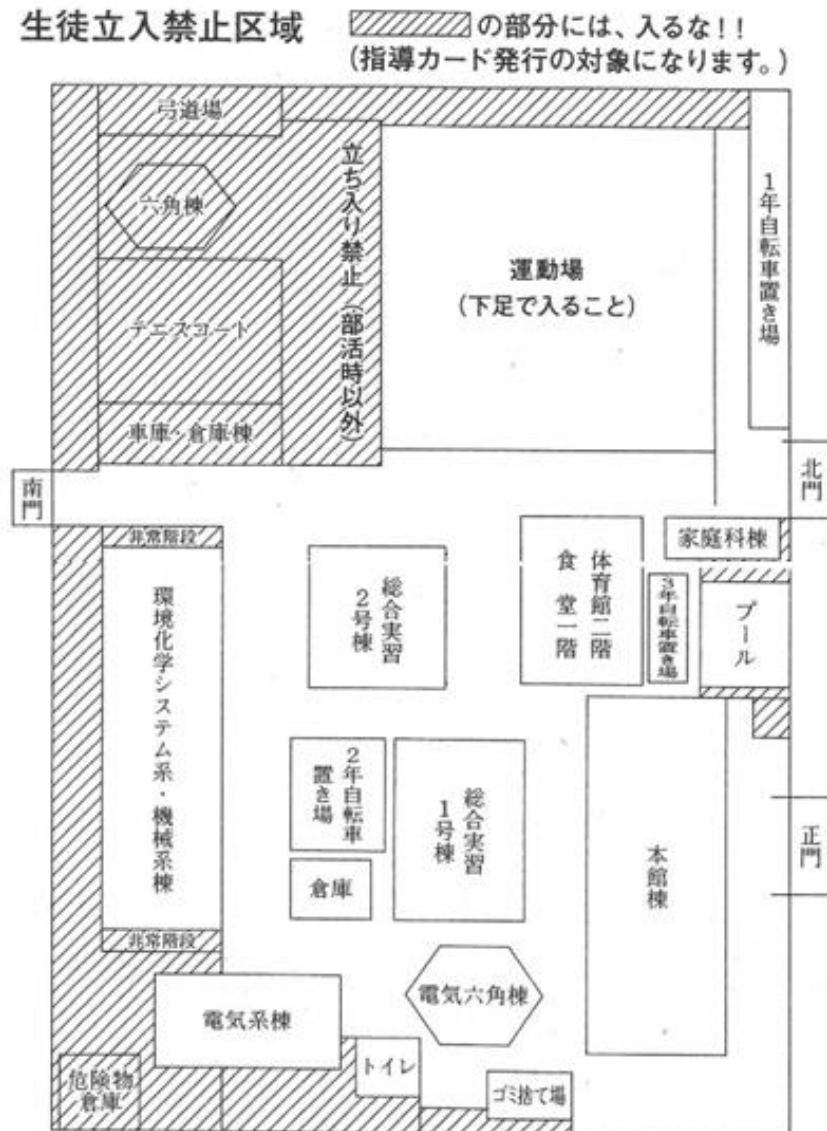 生徒立入禁止区域
の部分には、入るな!!
(指導カード発行の対象になります。)
弓道場
六角棟
テニスコート
車庫・倉庫棟
立ち入り禁止(部活時以外)
運動場
(下足で入ること)
1年自転車置き場
南門
北門
非常階段
環境化学システム系・機械系棟
非常階段
総合実習
2号棟
体育館二階
食 堂一階
家庭科棟
3年自転車置き場
プール
2年自転車
置き場
倉庫
総合実習
1号棟
本館棟
正門
電気系棟
電気六角棟
危険物
倉庫
トイレ
ゴミ捨て場